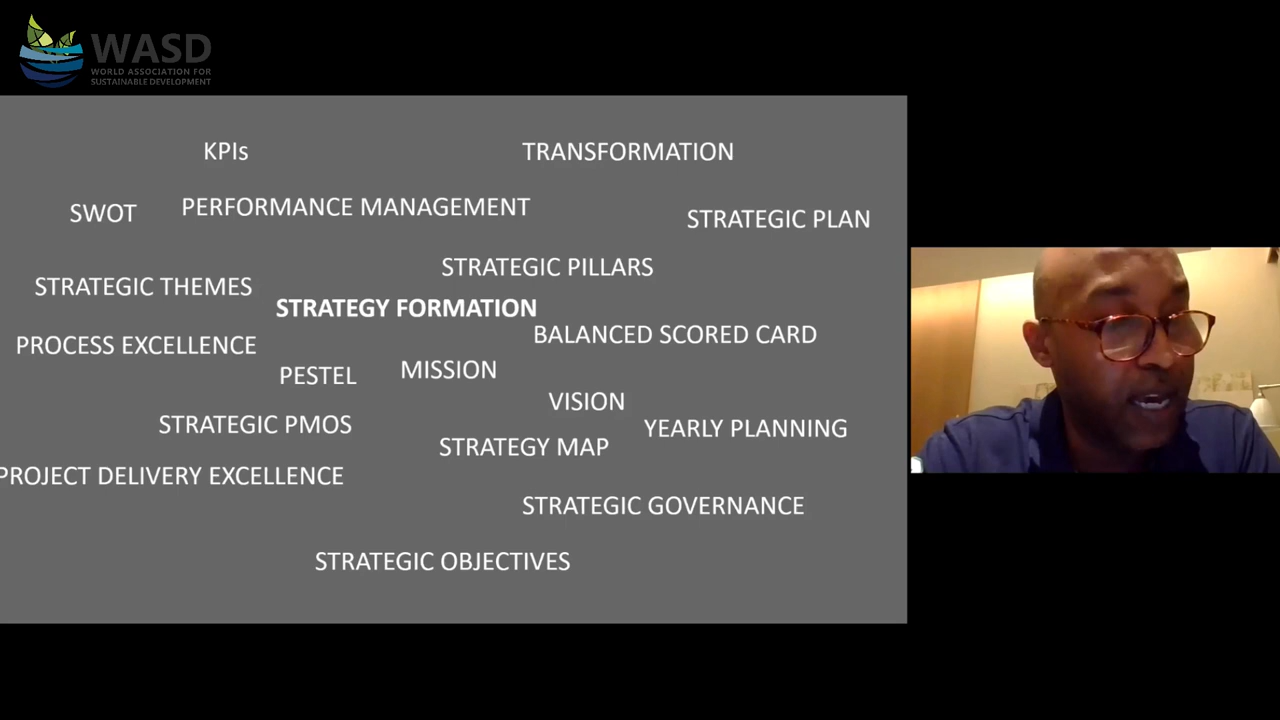 WASD
WORLD ASSOCIATION FOR
SUSTAINABLE DEVELOPMENT
KPIs
TRANSFORMATION
SWOT
PERFORMANCE MANAGEMENT
STRATEGIC PLAN
STRATEGIC PILLARS
STRATEGIC THEMES
STRATEGY FORMATION
BALANCED SCORED CARD
PROCESS EXCELLENCE
MISSION
PESTEL
VISION
STRATEGIC PMOS
YEARLY PLANNING
STRATEGY MAP
PROJECT DELIVERY EXCELLENCE
STRATEGIC GOVERNANCE
STRATEGIC OBJECTIVES